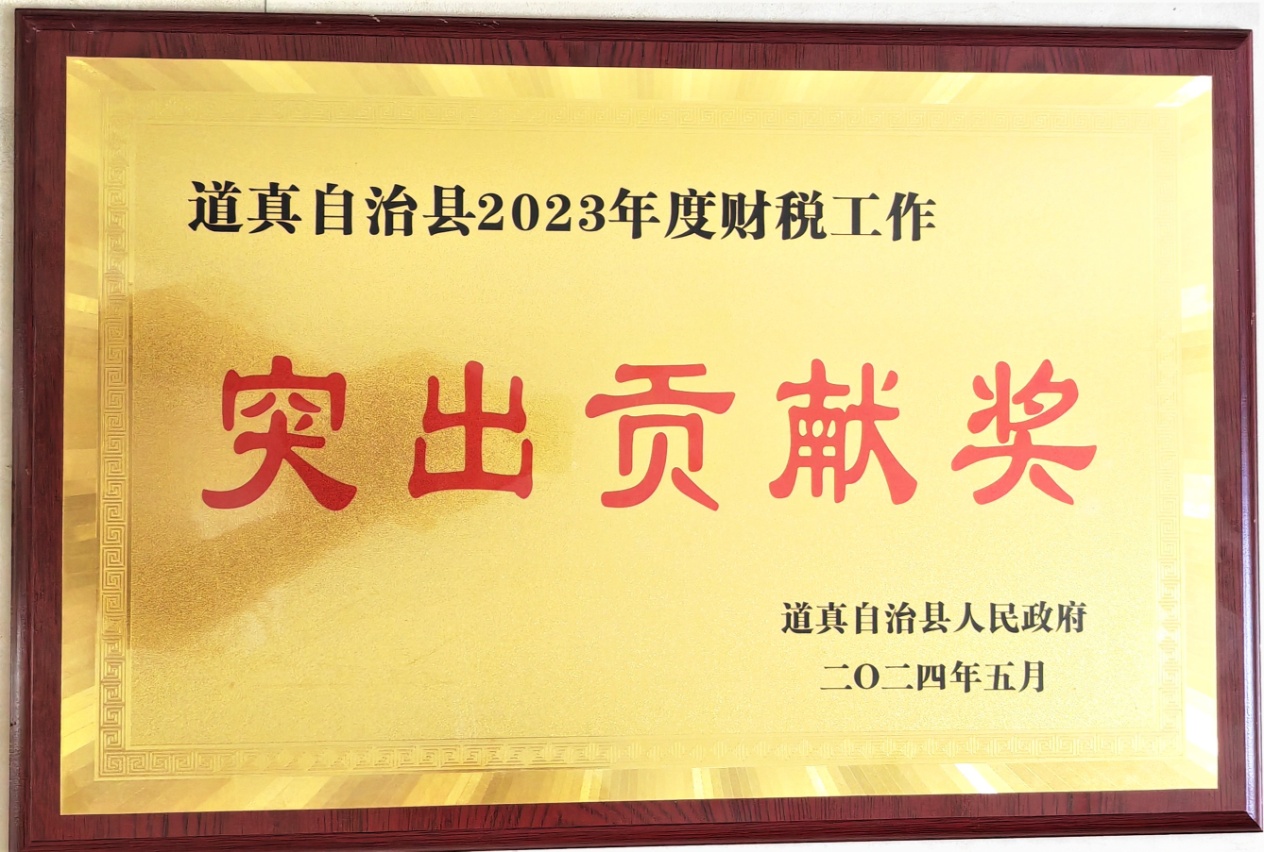 道真自治县2023年度财税工作
突出贡献奖
道真自治县人民政府
二〇二四年五月